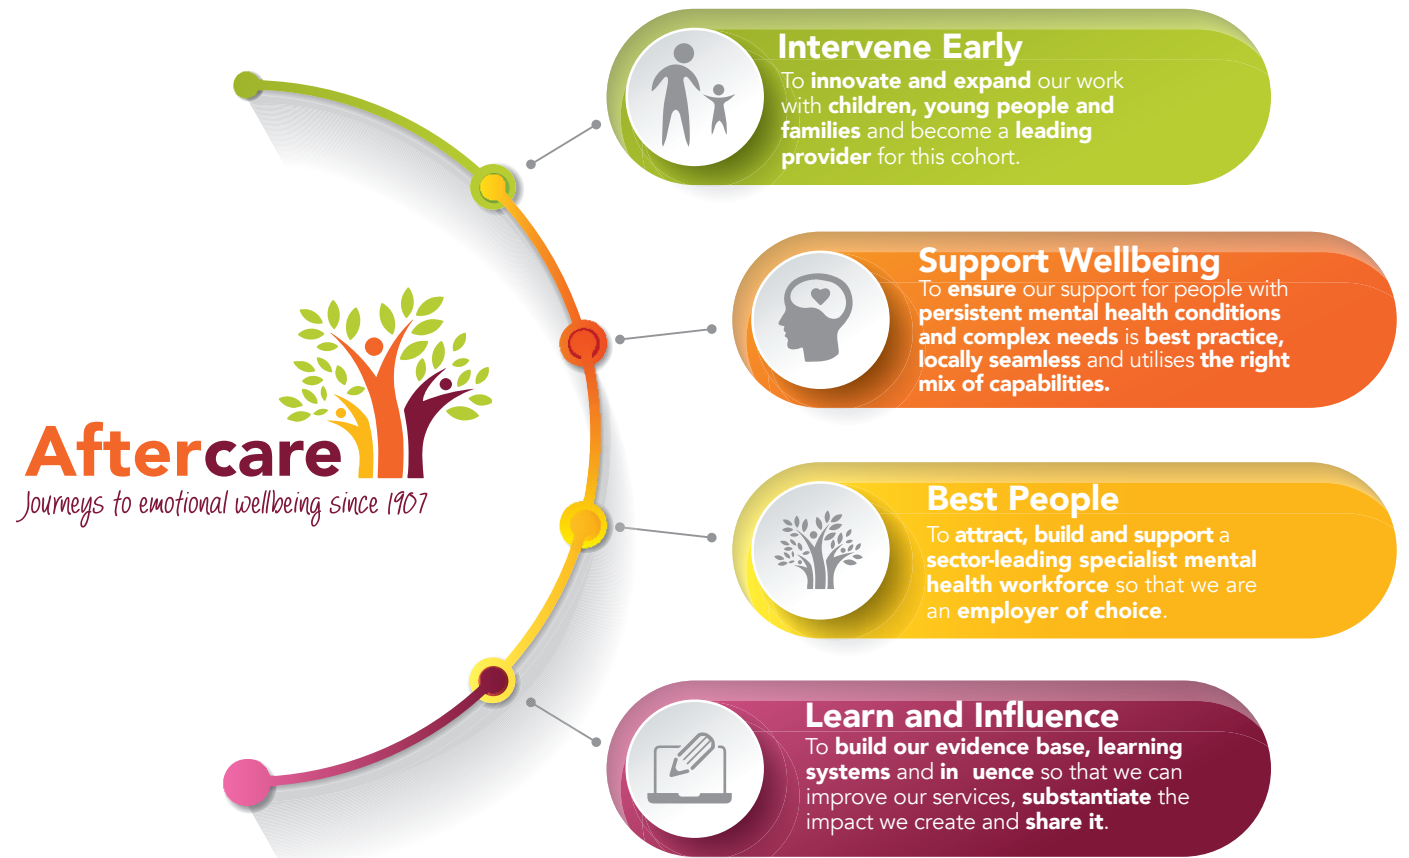 Aftercare
Journeys to emotional wellbeing since 1907
Intervene Early
To innovate and expand our work
with children, young people and
families and become a leading
provider for this cohort.
Support Wellbeing
To ensure our support for people with
persistent mental health conditions
and complex needs is best practice,
locally seamless and utilises the right
mix of capabilities.
Best People
To attract, build and support a
sector-leading specialist mental
health workforce so that we are
an employer of choice.
Learn and Influence
To build our evidence base, learning
systems and in uence so that we can
improve our services, substantiate the
impact we create and share it.